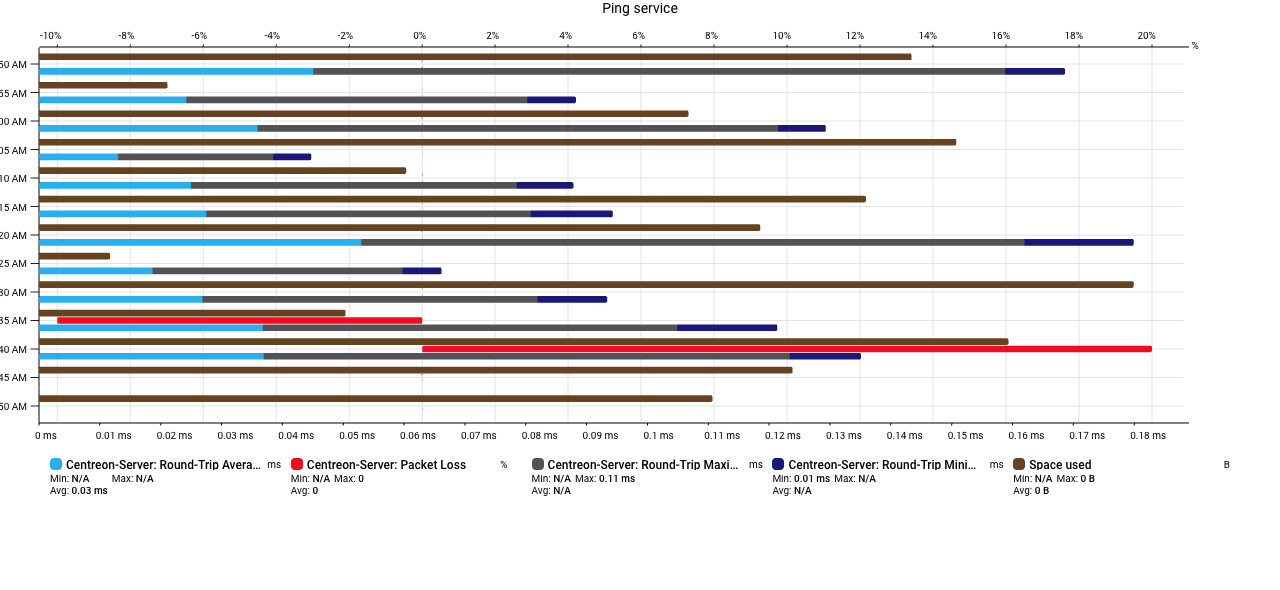 Ping service
-10% -8% -6% -4% -2% 0% 2% 4% 6% 8% 10% 12% 14% 16% 18% 20%
%
50 AM
55 AM
00 AM
05 AM
10 AM
15 AM
20 AM
25 AM
30 AM
35 AM
40 AM
45 AM
50 AM
0 ms 0.01 ms 0.02 ms 0.03 ms 0.04 ms 0.05 ms 0.06 ms 0.07 ms 0.08 ms 0.09 ms 0.1 ms 0.11 ms 0.12 ms 0.13 ms 0.14 ms 0.15 ms 0.16 ms 0.17 ms 0.18 ms
Centreon-Server: Round-Trip Avera... ms Centreon-Server: Packet Loss % Centreon-Server: Round-Trip Maxi... ms Centreon-Server: Round-Trip Mini... ms Space used B
Min: N/A Max: N/A Min: N/A Max: 0 Min: N/A Max: 0.11 ms Min: 0.01 ms Max: N/A Min: N/A Max: 0 B
Avg: 0.03 ms Avg: 0 Avg: N/A Avg: N/A Avg: 0 B